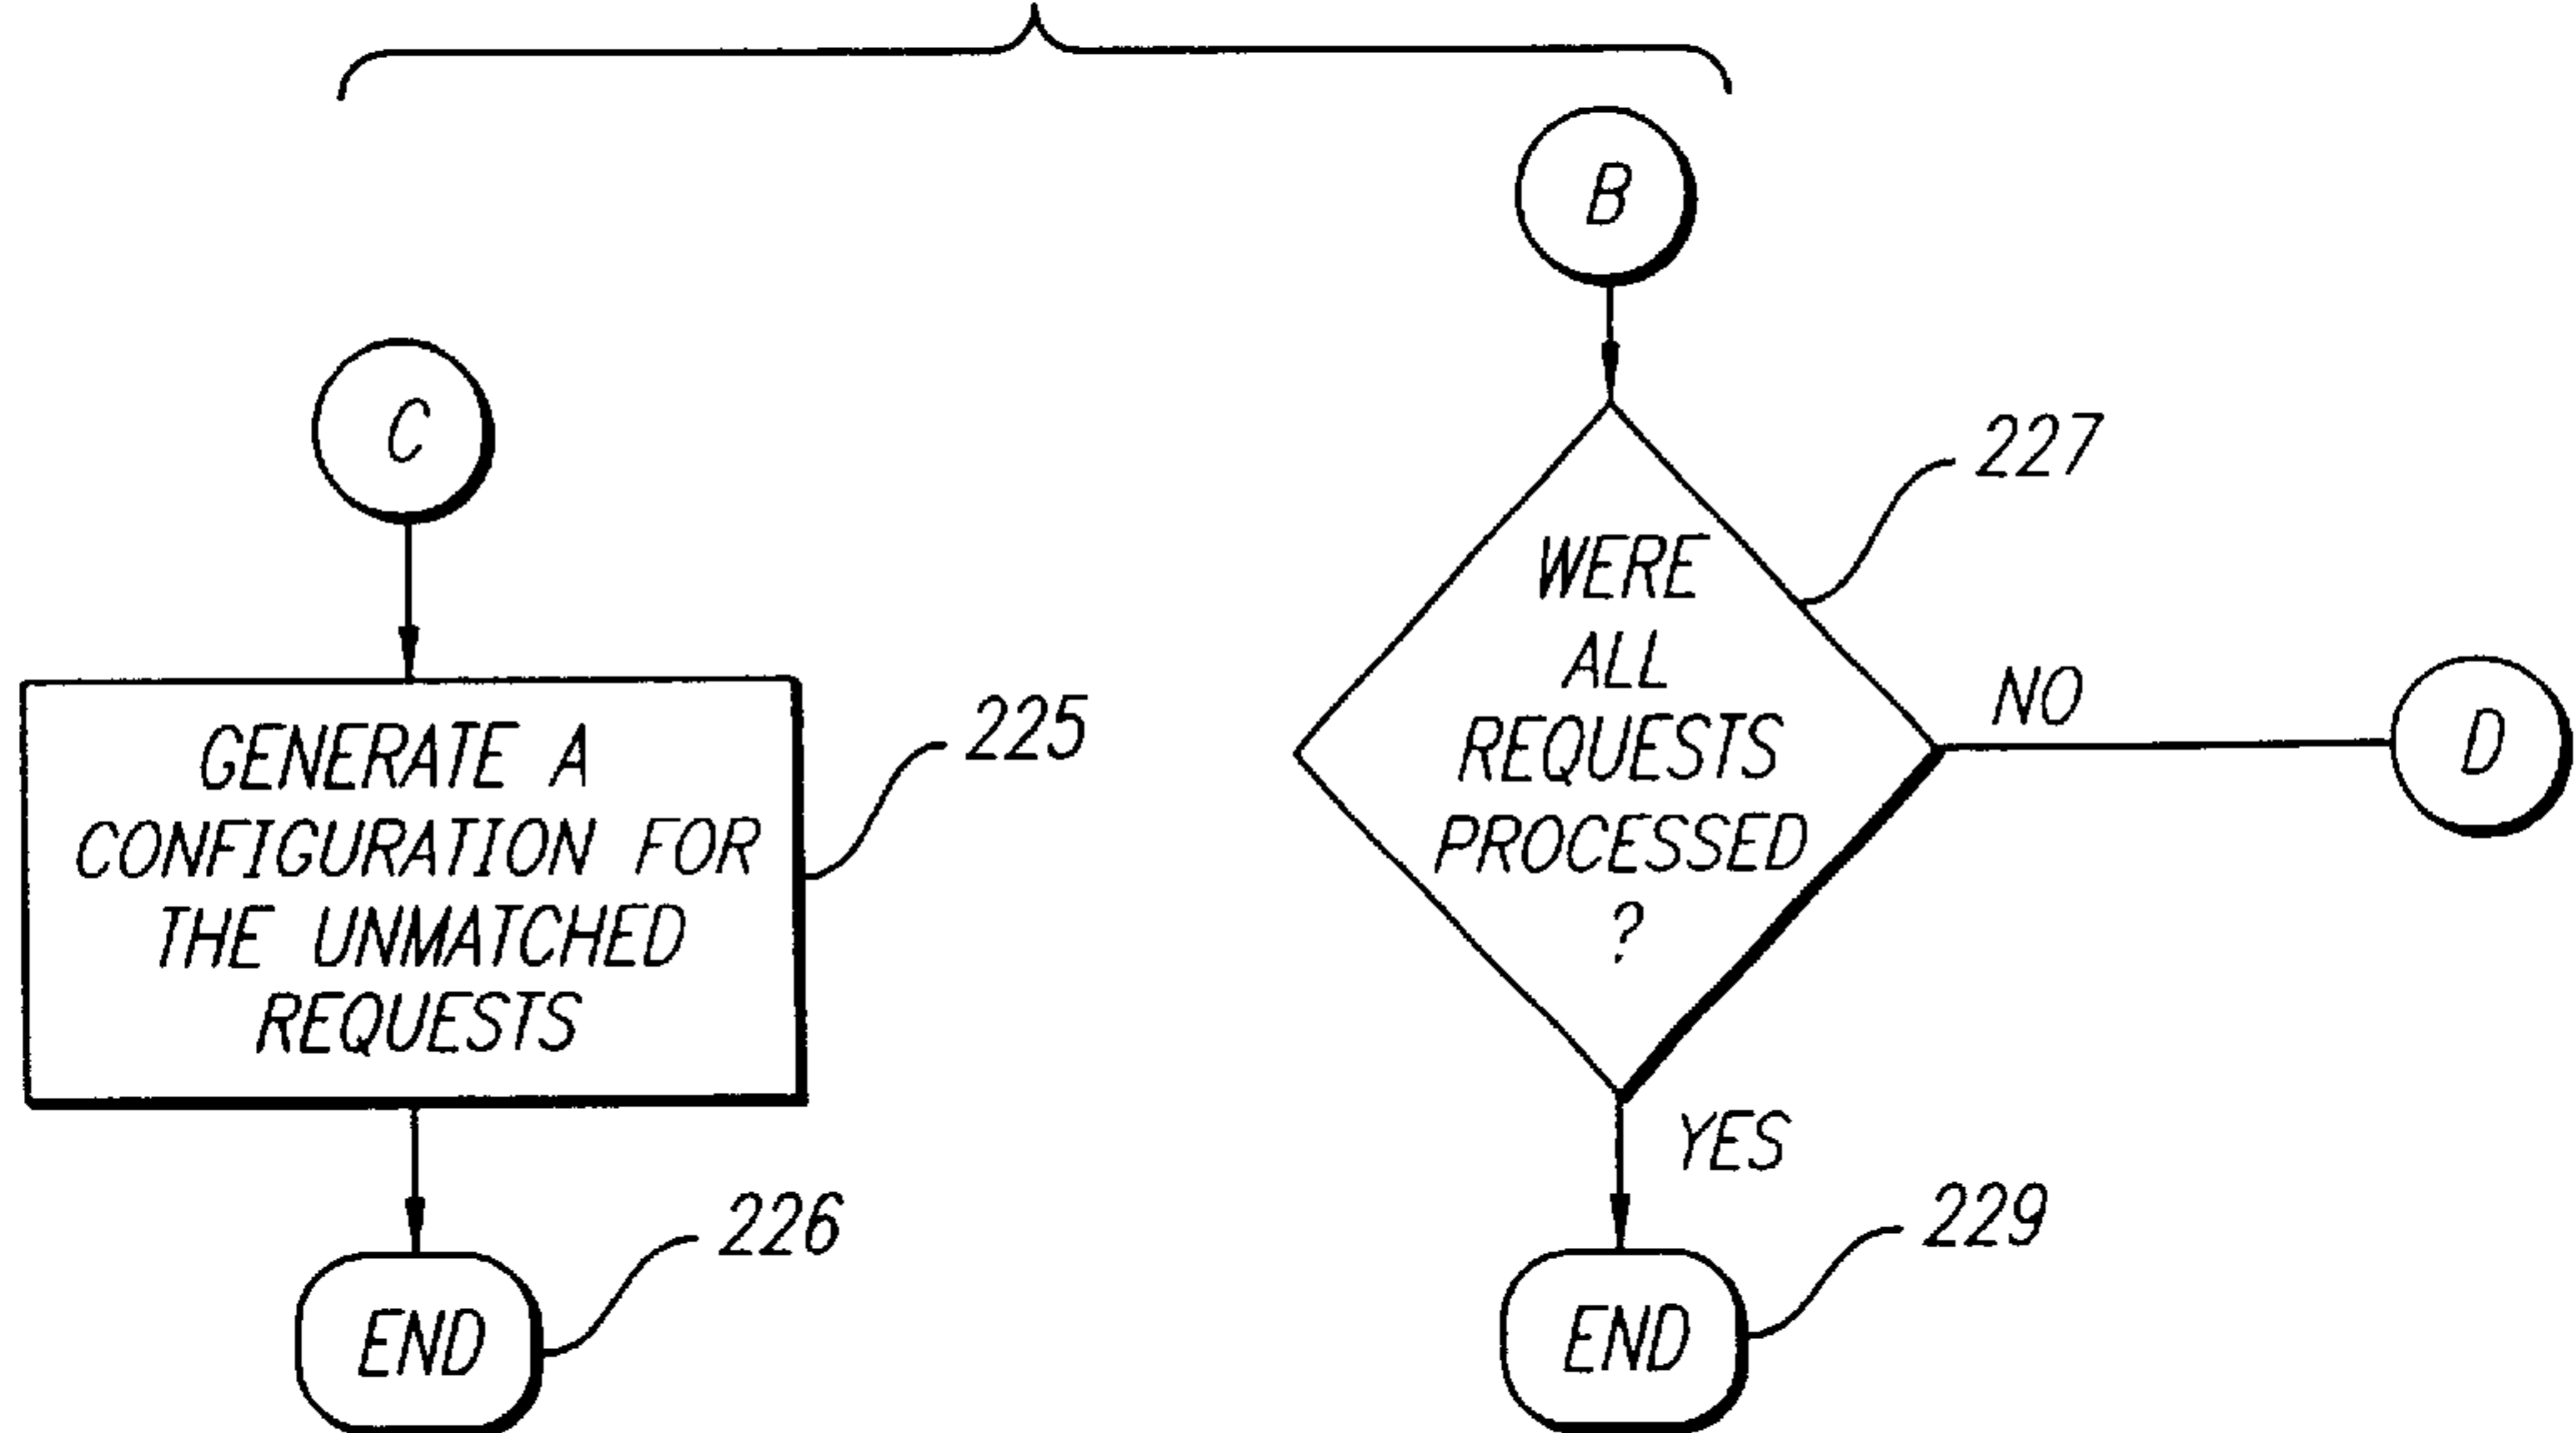 B
C
227
WERE
ALL
REQUESTS
PROCESSED
?
NO
D
GENERATE A
CONFIGURATION FOR
THE UNMATCHED
REQUESTS
225
YES
226
229
END
END